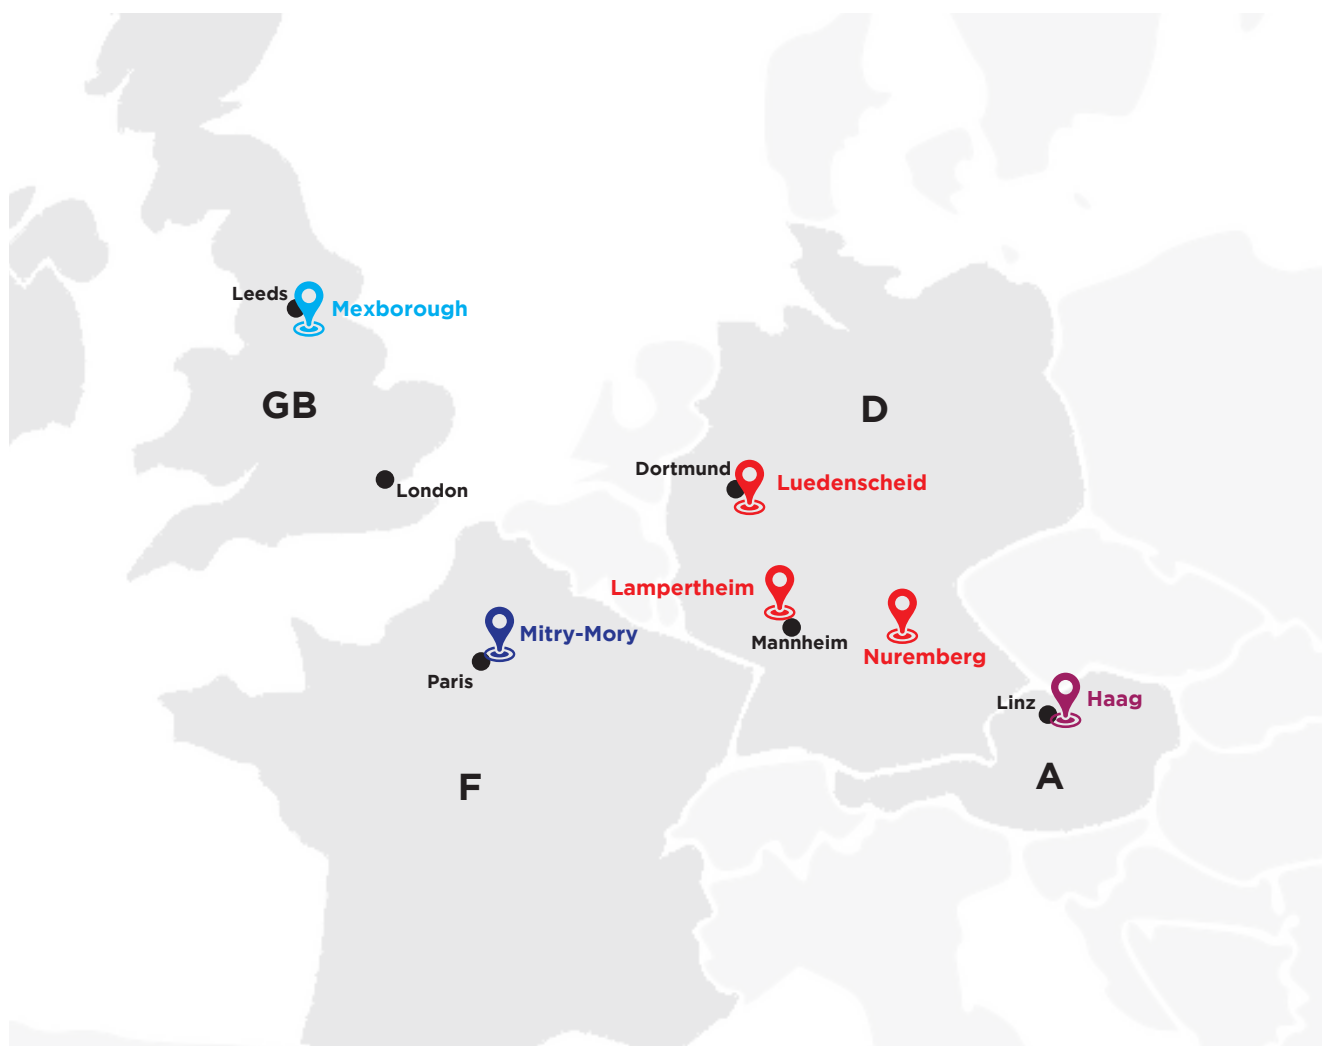 Leeds
Mexborough
GB
D
Dortmund
Luedenscheid
London
Lampertheim
Mitry-Mory
Mannheim
Nuremberg
Paris
Linz
Haag
F
A